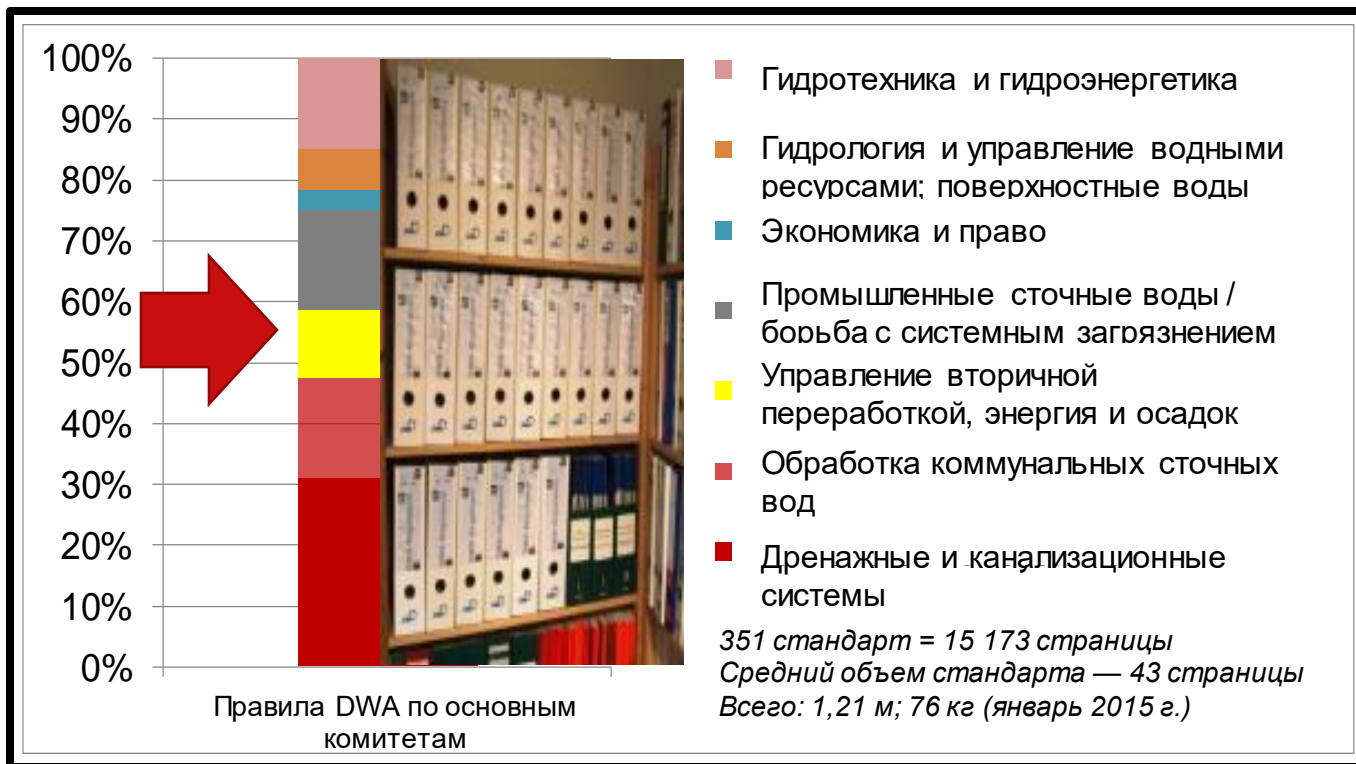 100%
90%
80%
70%
60%
50%
40%
30%
20%
10%
0%
Правила DWA по основным
комитетам
Гидротехника и гидроэнергетика
Гидрология и управление водными
ресурсами; поверхностные воды
Экономика и право
Промышленные сточные воды /
борьба с системным загрязнением
Управление вторичной
переработкой, энергия и осадок
Обработка коммунальных сточных
вод
Дренажные и канализационные
системы
351 стандарт = 15 173 страницы
Средний объем стандарта — 43 страницы
Всего: 1,21 м; 76 кг (январь 2015 г.)